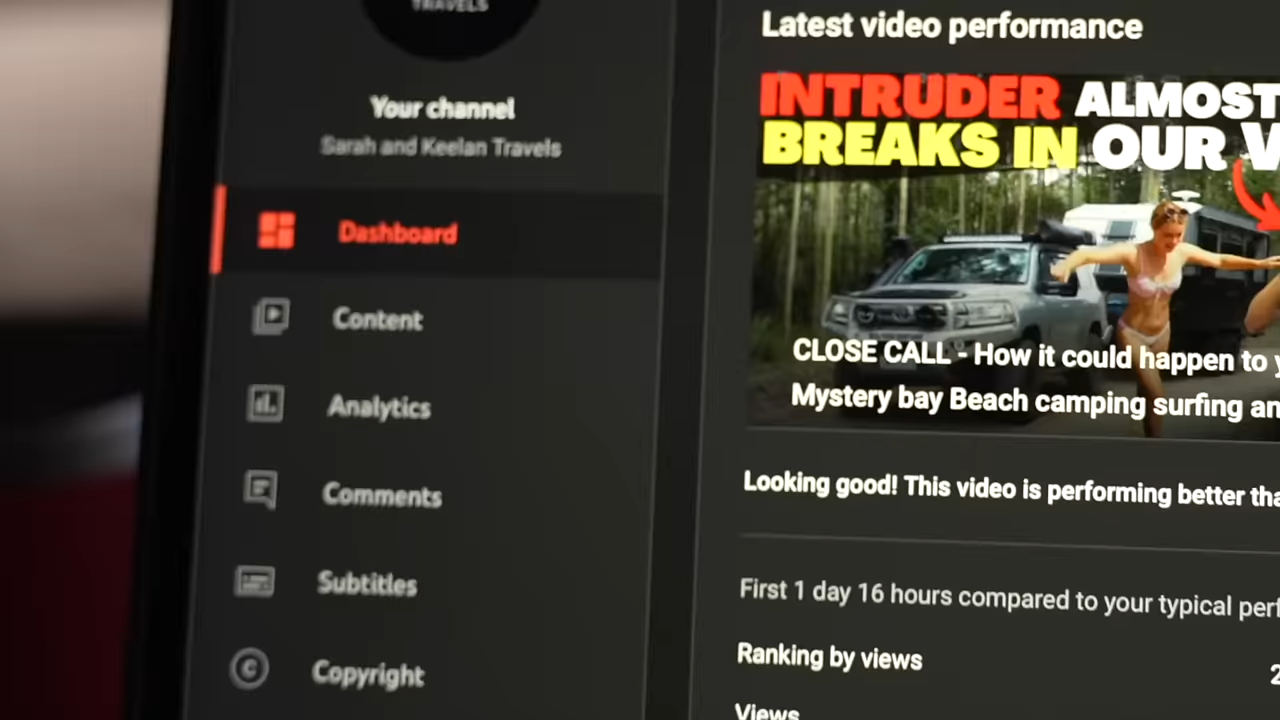 TRAVELS
Your channel
Sarah and Keelan Travels
Dashboard
Content
Analytics
Comments
Subtitles
Copyright
Latest video performance
INTRUDER ALMOST
BREAKS IN OUR
CLOSE CALL - How it could happen to
Mystery bay Beach camping surfing
Looking good! This video is performing better
First 1 day 16 hours compared to your typical
Ranking by views
Views